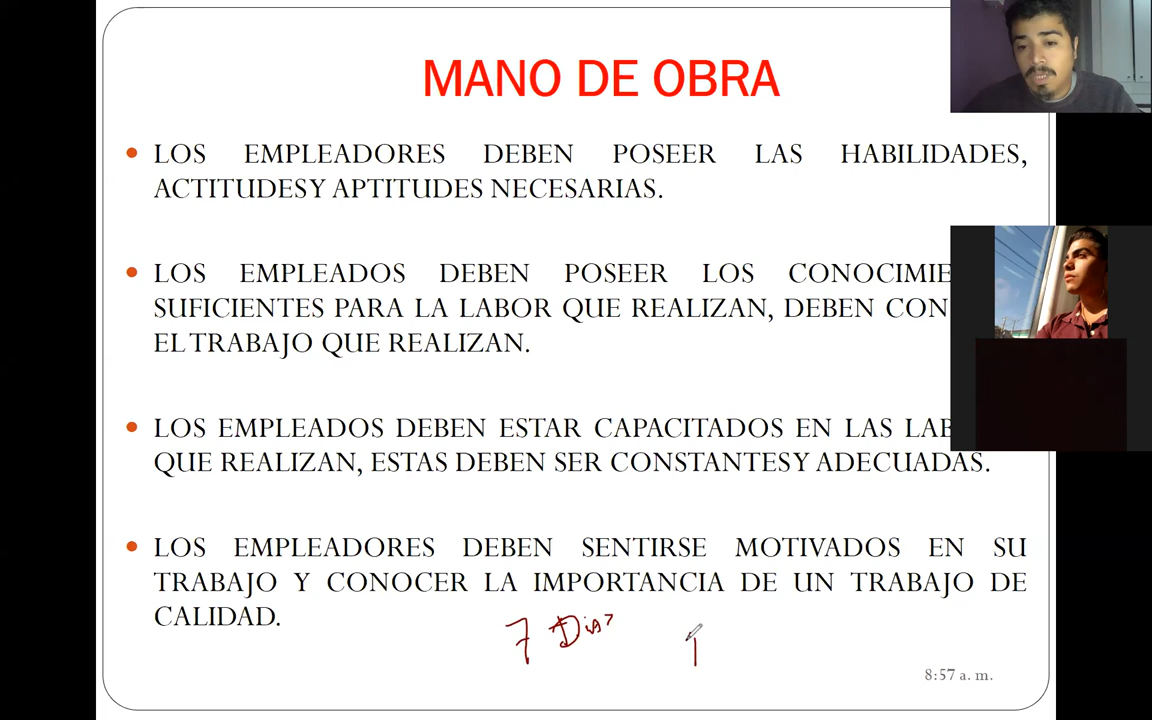 MANO DE OBRA
LOS EMPLEADORES DEBEN POSEER LAS HABILIDADES,
ACTITUDES Y APTITUDES NECESARIAS.
LOS EMPLEADOS DEBEN POSEER LOS CONOCIMIE
SUFICIENTES PARA LA LABOR QUE REALIZAN, DEBEN CON
EL TRABAJO QUE REALIZAN.
LOS EMPLEADOS DEBEN ESTAR CAPACITADOS EN LAS LAB
QUE REALIZAN, ESTAS DEBEN SER CONSTANTES Y ADECUADAS.
LOS EMPLEADORES DEBEN SENTIRSE MOTIVADOS EN SU
TRABAJO Y CONOCER LA IMPORTANCIA DE UN TRABAJO DE
CALIDAD.
7 Dias
8:57 a. m.